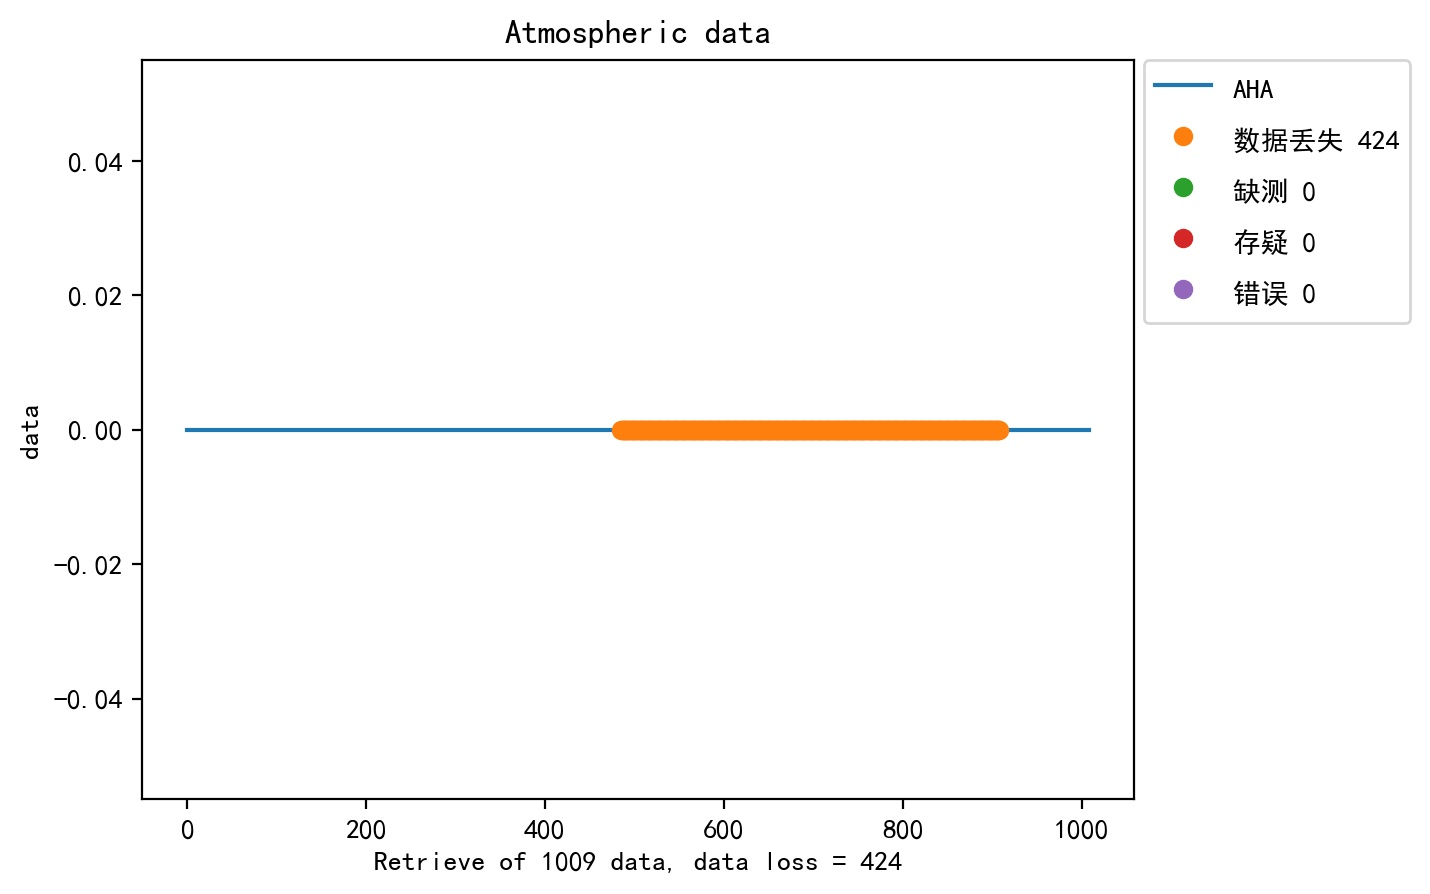 Atmospheric data
AHA
数据丢失 424
缺测 0
存疑 0
错误 0
data
0.04
0.02
0.00
−0.02
−0.04
0 200 400 600 800 1000
Retrieve of 1009 data, data loss = 424